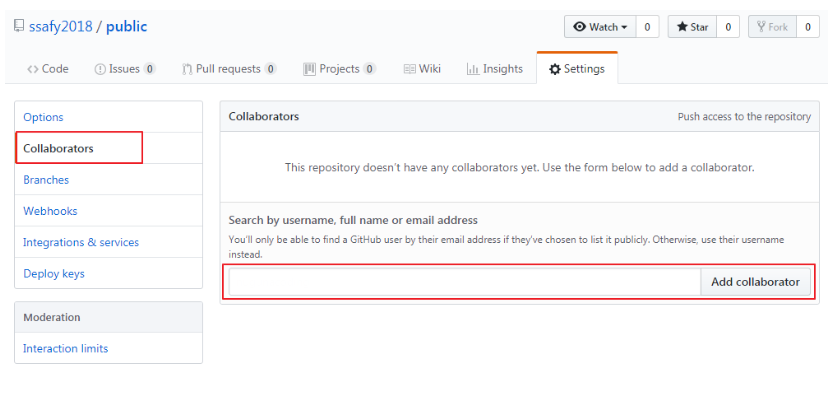 ssafy2018 / public
Watch 0 Star 0 Fork 0
Code Issues 0 Pull requests 0 Projects 0 Wiki Insights Settings
Options
Collaborators
Branches
Webhooks
Integrations & services
Deploy keys
Moderation
Interaction limits
Collaborators Push access to the repository
This repository doesn't have any collaborators yet. Use the form below to add a collaborator.
Search by username, full name or email address
You'll only be able to find a GitHub user by their email address if they've chosen to list it publicly. Otherwise, use their username
instead.
Add collaborator